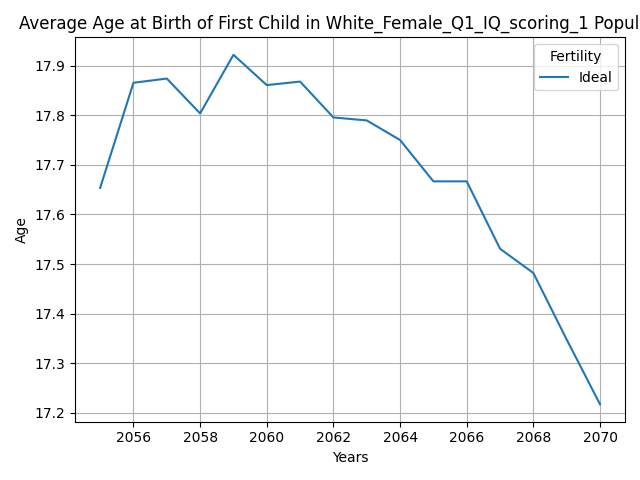 Average Age at Birth of First Child in White_Female_Q1_IQ_scoring_1 Popul
Fertility
Ideal
17.9
17.8
17.7
17.6
17.5
17.4
17.3
17.2
Age
2056 2058 2060 2062 2064 2066 2068 2070
Years